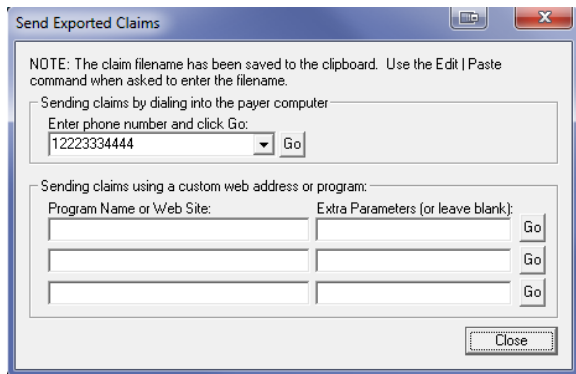 Send Exported Claims
NOTE: The claim filename has been saved to the clipboard. Use the Edit | Paste
command when asked to enter the filename.
Sending claims by dialing into the payer computer
Enter phone number and click Go:
12223334444 Go
Sending claims using a custom web address or program:
Program Name or Web Site: Extra Parameters (or leave blank):
Go
Go
Go
Close